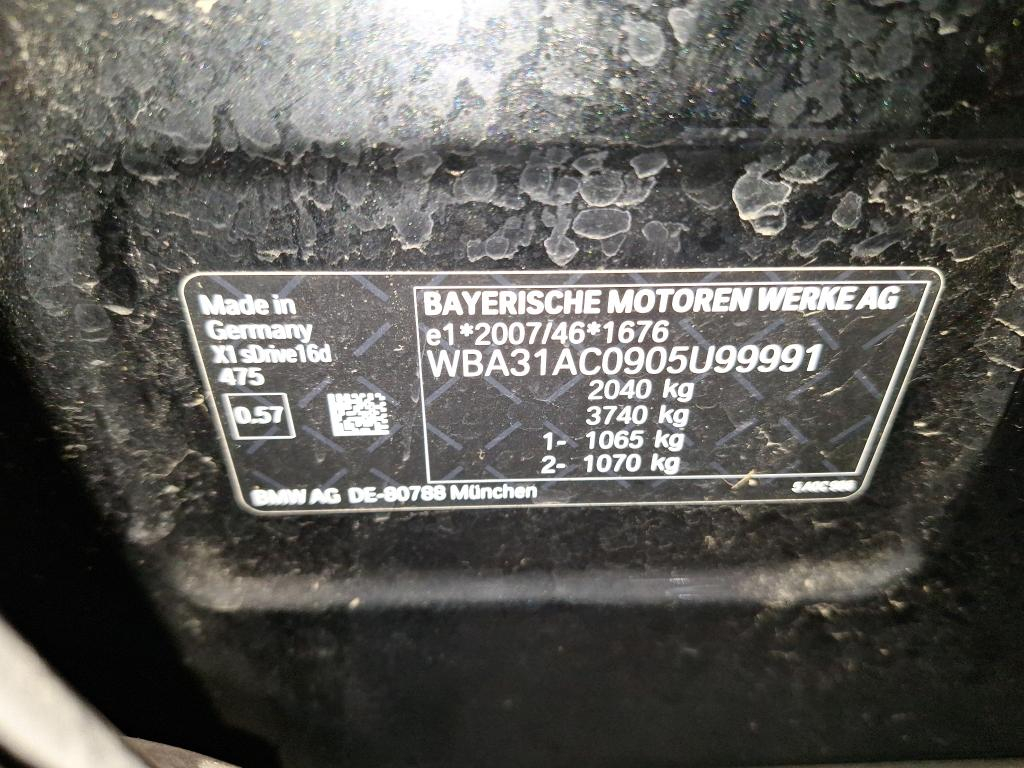 Made in
Germany
X1 sDrive16d
475
0.57
BMW AG DE-80788 München
BAYERISCHE MOTOREN WERKE AG
e1*2007/46*1676
WBA31AC0905U99991
2040 kg
3740 kg
1- 1065 kg
2- 1070 kg